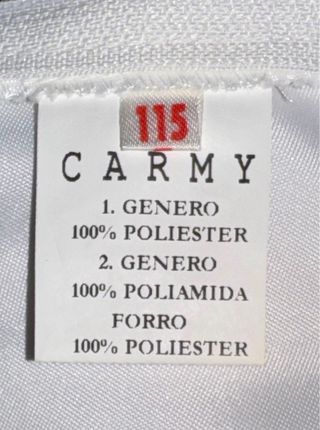 115
CARMY
1. GENERO
100% POLIESTER
2. GENERO
100% POLIAMIDA
FORRO
100% POLIESTER